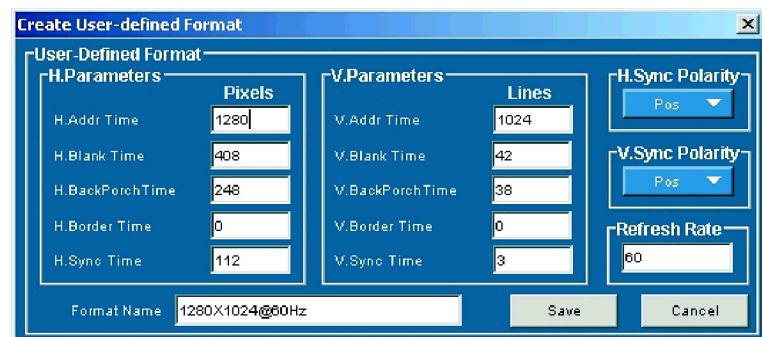 Create User-defined Format
User-Defined Format
H.Parameters
Pixels
H.Addr Time 1280
H.Blank Time 408
H.BackPorchTime 248
H.Border Time 0
H.Sync Time 112
V.Parameters
Lines
V.Addr Time 1024
V.Blank Time 42
V.BackPorchTime 38
V.Border Time 0
V.Sync Time 3
H.Sync Polarity
Pos
V.Sync Polarity
Pos
Refresh Rate
60
Format Name 1280X1024@60Hz
Save Cancel